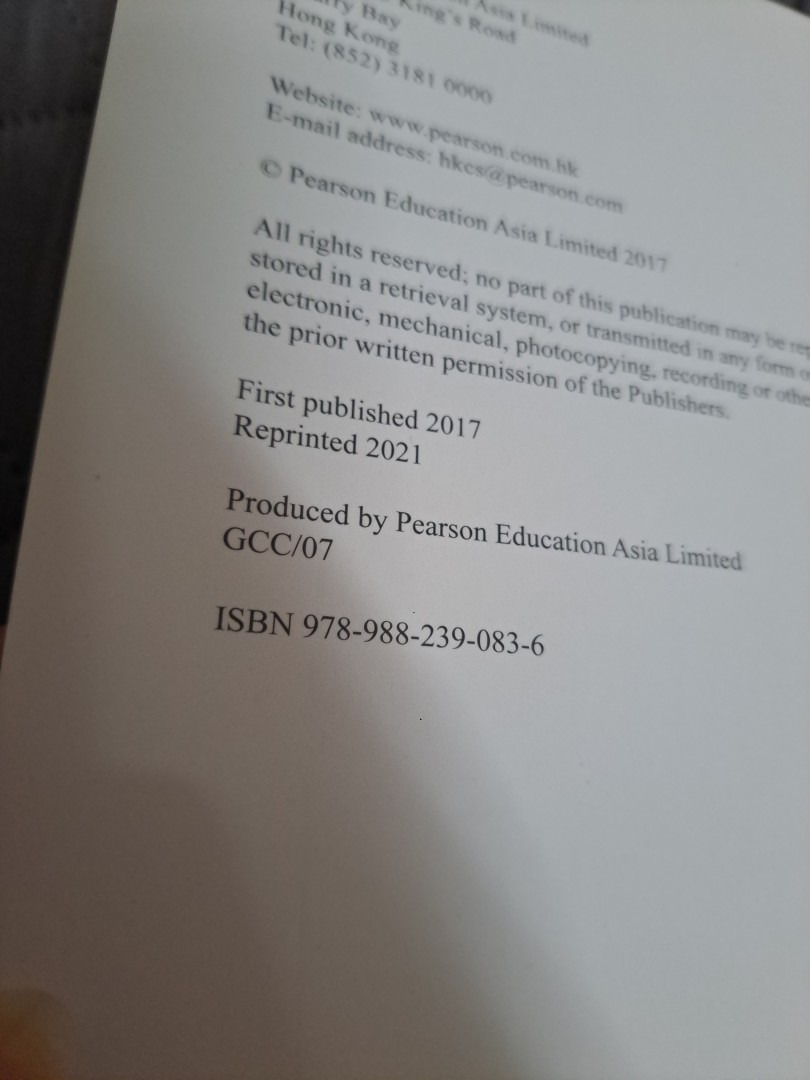 Asia Limited
King's Road
Bay
Hong Kong
Tel: (852) 3181 0000
Website: www.pearson.com.hk
E-mail address: hkcs@pearson.com
© Pearson Education Asia Limited 2017
All rights reserved; no part of this publication may be
stored in a retrieval system, or transmitted in any form
electronic, mechanical, photocopying, recording or
the prior written permission of the Publishers.
First published 2017
Reprinted 2021
Produced by Pearson Education Asia Limited
GCC/07
ISBN 978-988-239-083-6